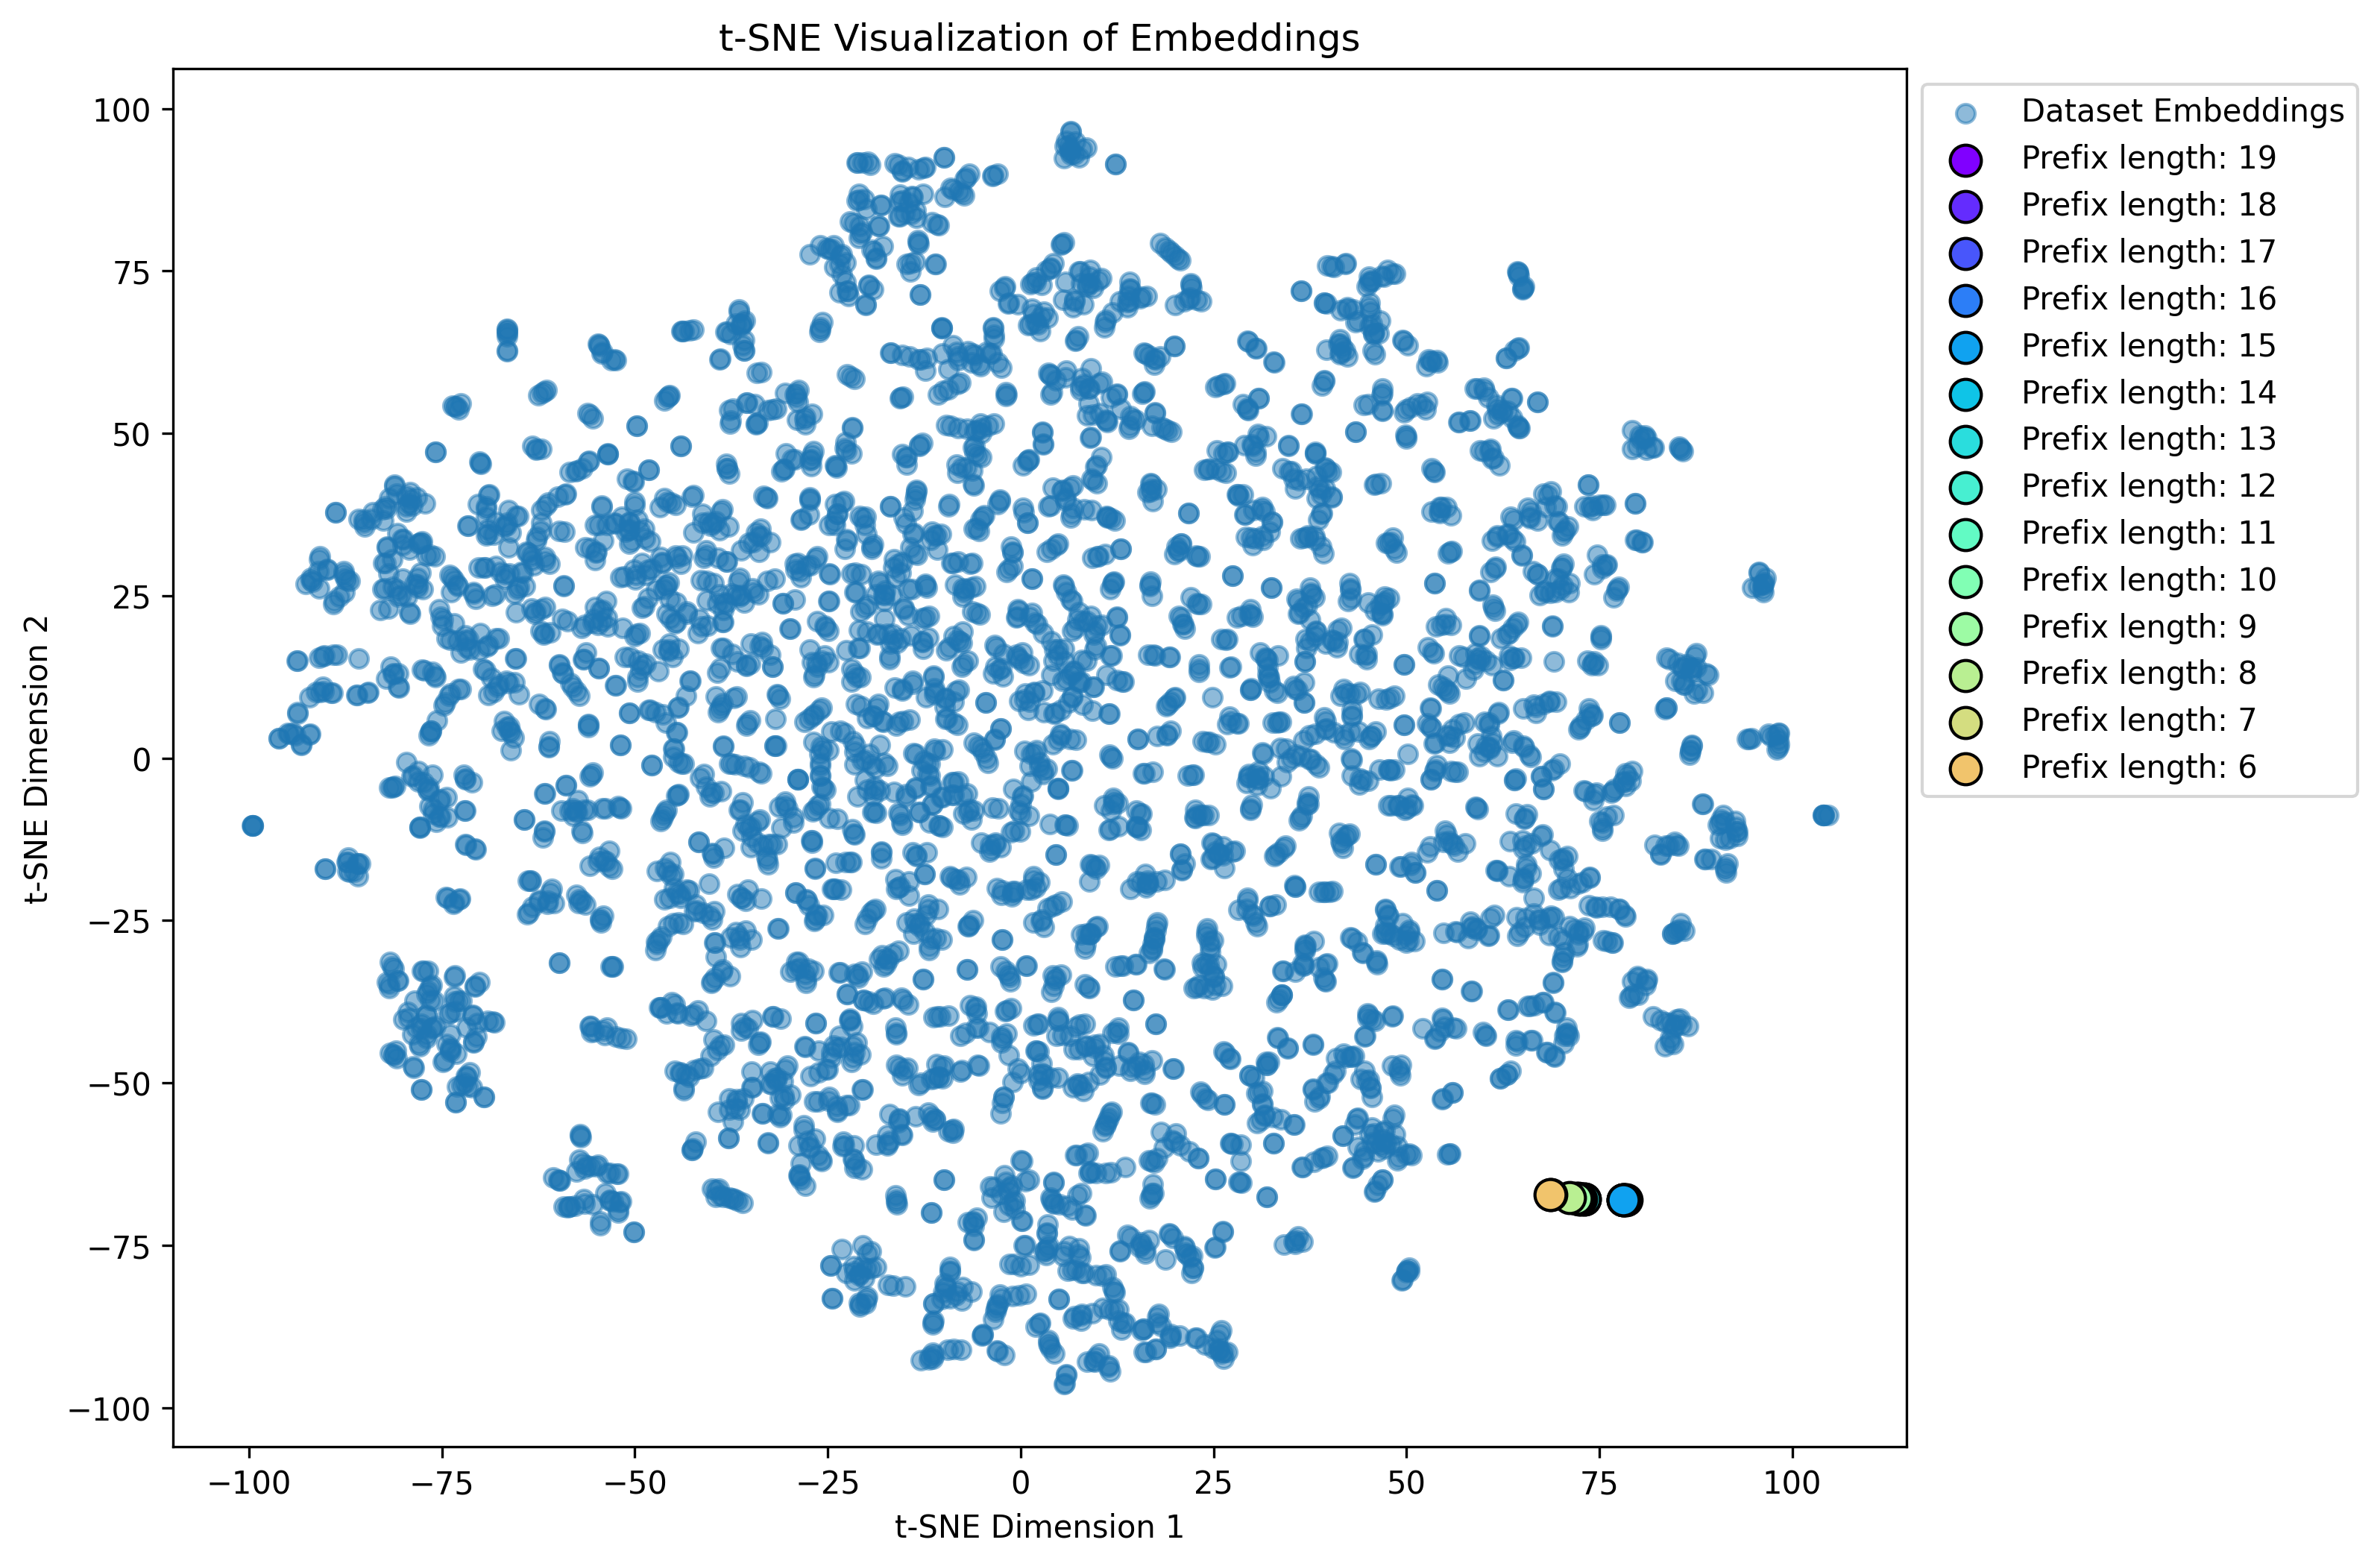 t-SNE Visualization of Embeddings
t-SNE Dimension 2
100
75
50
25
0
−25
−50
−75
−100
−100
−75
−50
−25
0
25
50
75
100
t-SNE Dimension 1
Dataset Embeddings
Prefix length: 19
Prefix length: 18
Prefix length: 17
Prefix length: 16
Prefix length: 15
Prefix length: 14
Prefix length: 13
Prefix length: 12
Prefix length: 11
Prefix length: 10
Prefix length: 9
Prefix length: 8
Prefix length: 7
Prefix length: 6